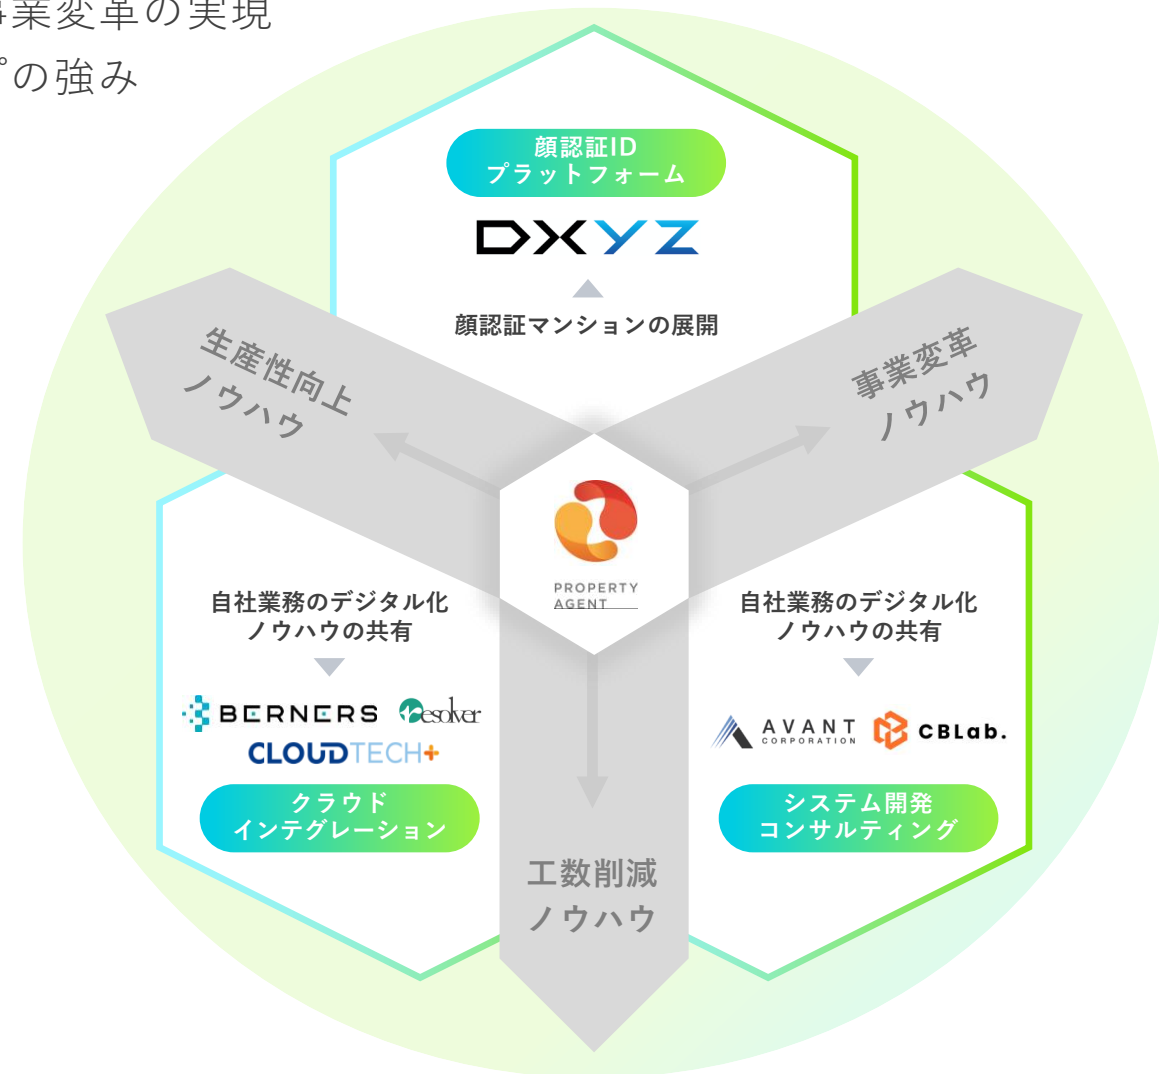 事業変革の実現
プの強み
顔認証ID
プラットフォーム
DXYZ
顔認証マンションの展開
生産性向上
ノウハウ
事業変革
ノウハウ
PROPERTY
AGENT
自社業務のデジタル化
ノウハウの共有
BERNERS resolver
CLOUDTECH+
クラウド
インテグレーション
自社業務のデジタル化
ノウハウの共有
AVANT
CORPORATION
CBLab.
システム開発
コンサルティング
工数削減
ノウハウ